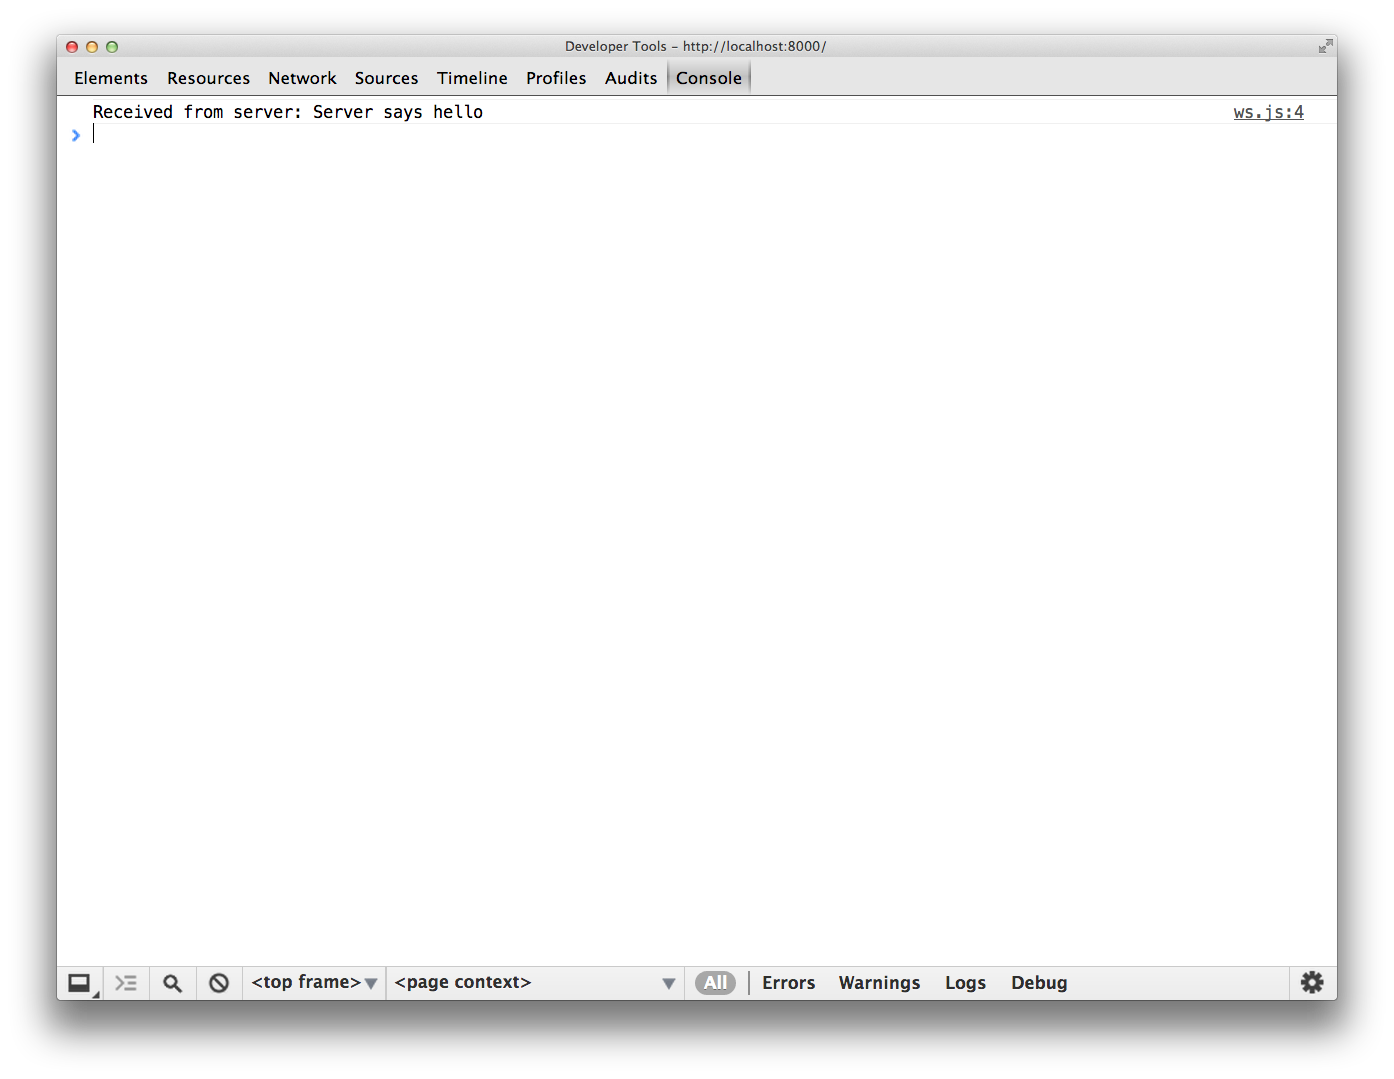 Developer Tools - http://localhost:8000/
Elements Resources Network Sources Timeline Profiles Audits Console
Received from server: Server says hello ws.js:4
<top frame> <page context> All Errors Warnings Logs Debug